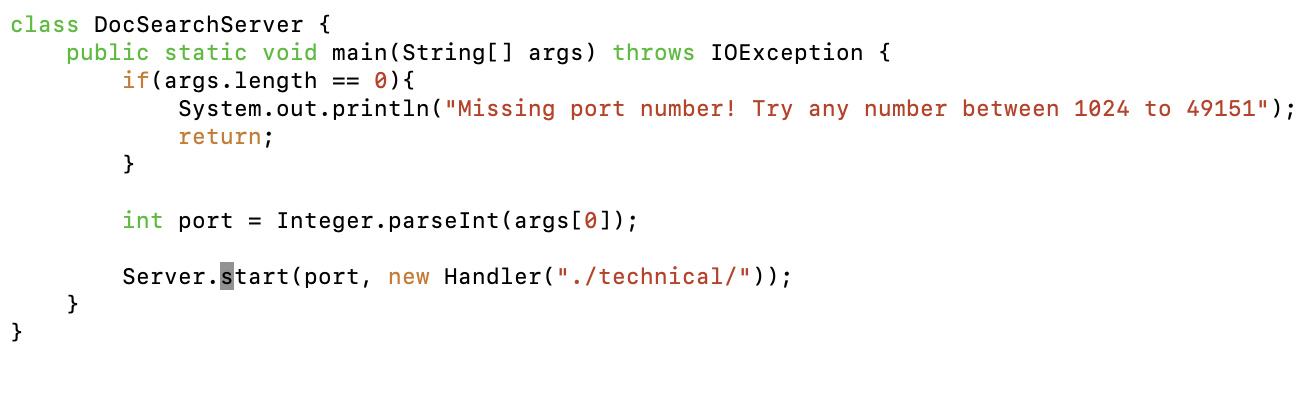 class DocSearchServer {
    public static void main(String[] args) throws IOException {
        if(args.length == 0){
            System.out.println("Missing port number! Try any number between 1024 to 49151");
            return;
        }

        int port = Integer.parseInt(args[0]);

        Server.start(port, new Handler("./technical/"));
    }
}